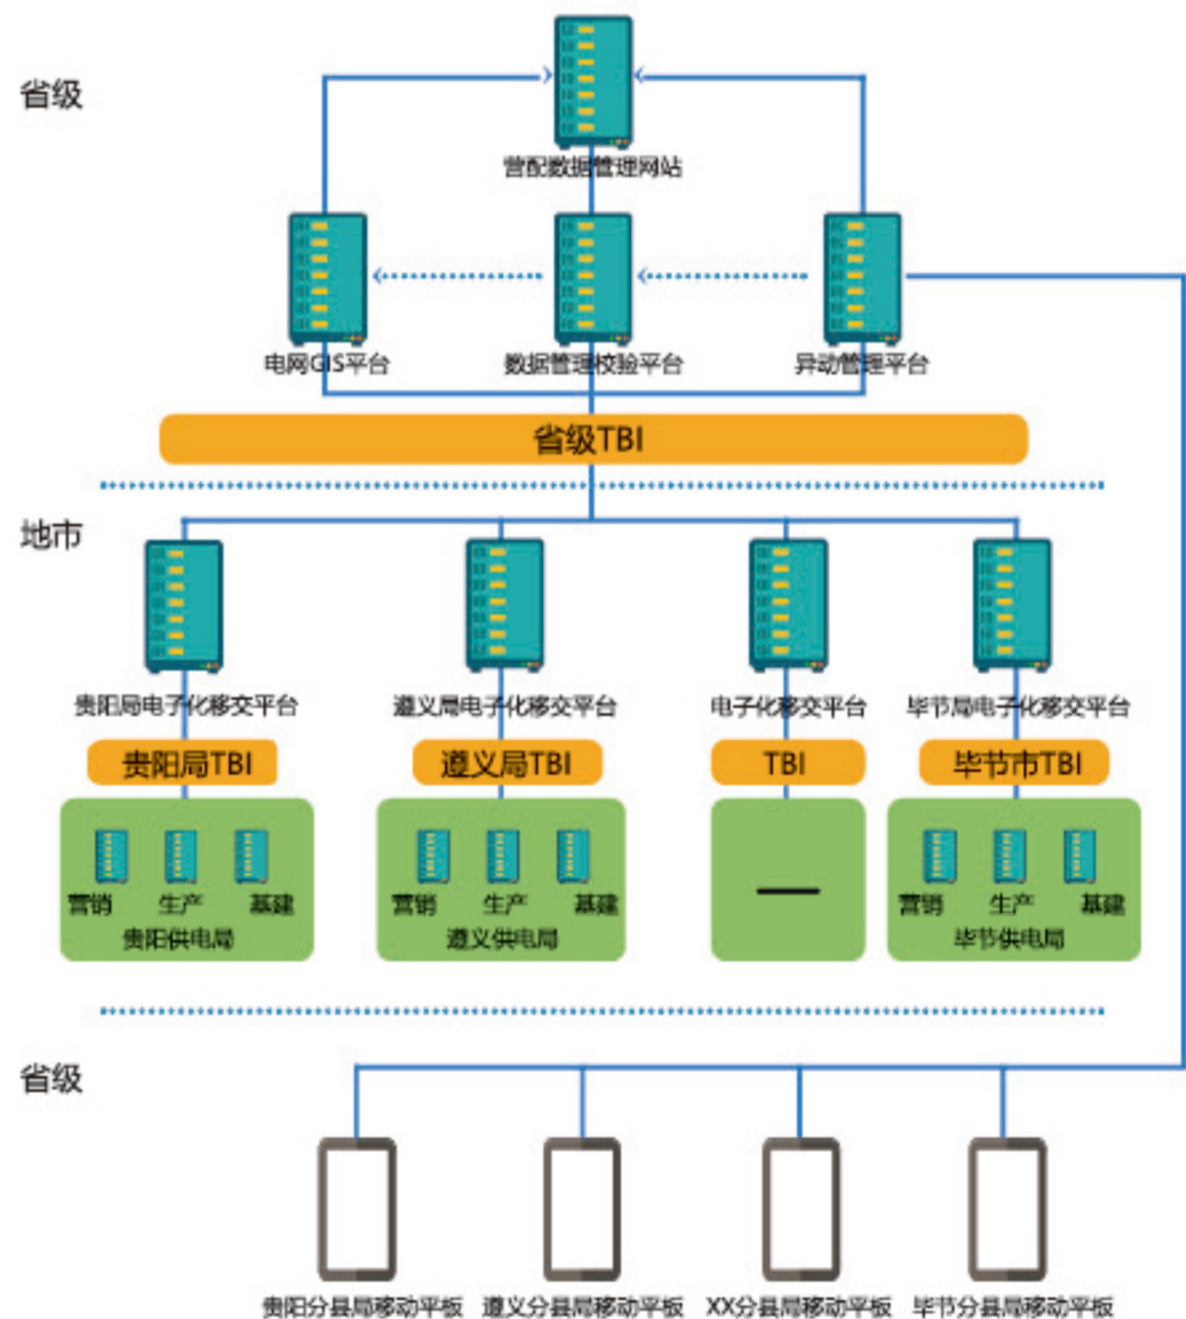 省级
营配数据管理网站
电网GIS平台
数据管理校验平台
异动管理平台
省级TBI
地市
贵阳局电子化移交平台
遵义局电子化移交平台
电子化移交平台
毕节局电子化移交平台
贵阳局TBI
遵义局TBI
TBI
毕节市TBI
营销 生产 基建
贵阳供电局
营销 生产 基建
遵义供电局
营销 生产 基建
毕节供电局
省级
贵阳分县局移动平板
遵义分县局移动平板
XX分县局移动平板
毕节分县局移动平板